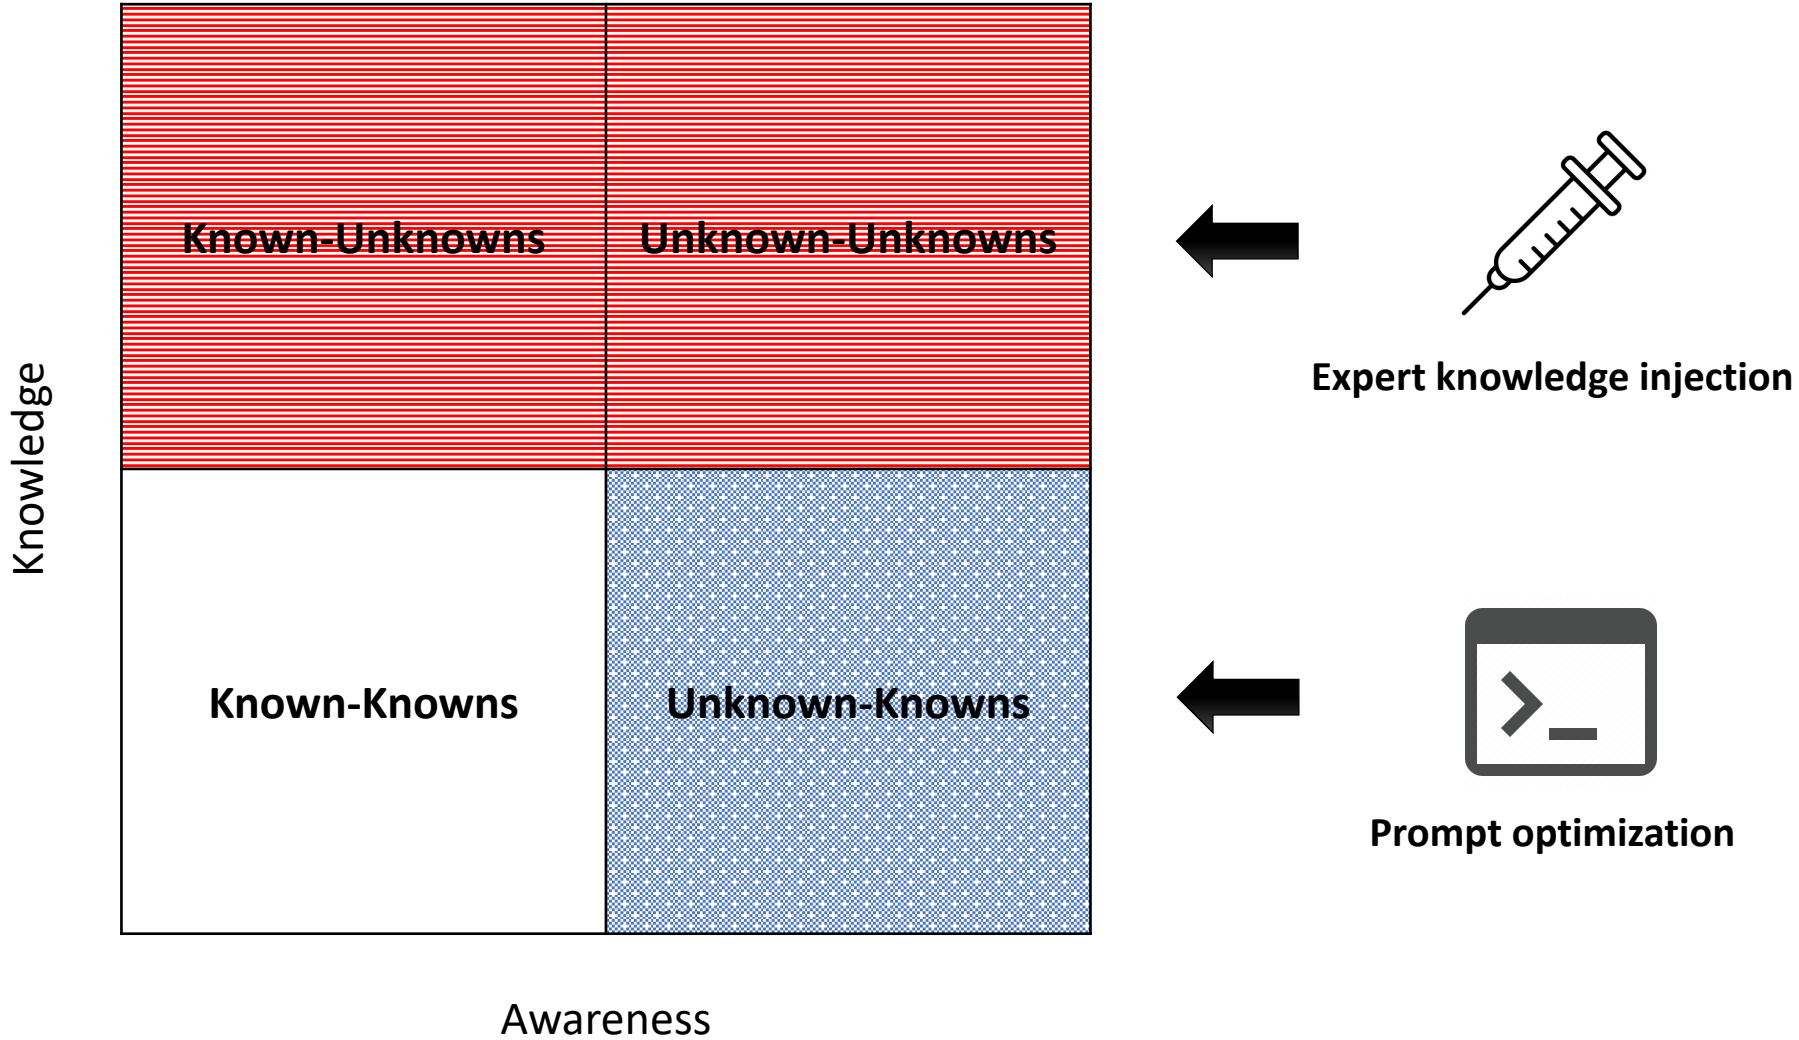 Known-Unknowns
Unknown-Unknowns
Expert knowledge injection
Knowledge
Known-Knowns
Unknown-Knowns
>_
Prompt optimization
Awareness